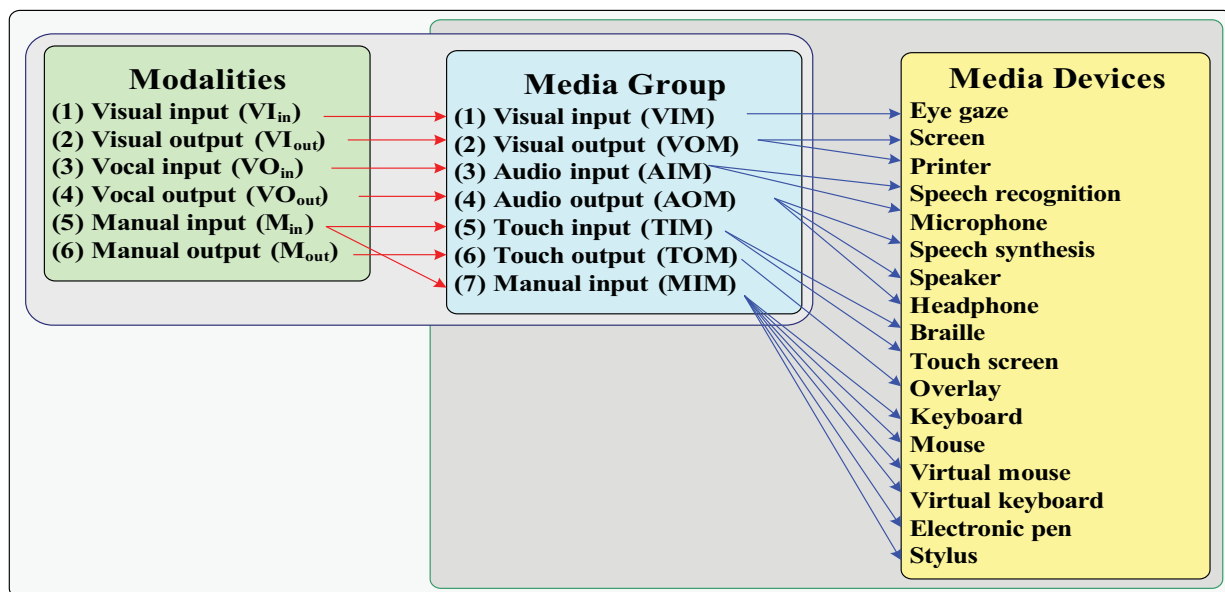 Modalities
(1) Visual input (VIin)
(2) Visual output (VIout)
(3) Vocal input (VOin)
(4) Vocal output (VOout)
(5) Manual input (Min)
(6) Manual output (Mout)
Media Group
(1) Visual input (VIM)
(2) Visual output (VOM)
(3) Audio input (AIM)
(4) Audio output (AOM)
(5) Touch input (TIM)
(6) Touch output (TOM)
(7) Manual input (MIM)
Media Devices
Eye gaze
Screen
Printer
Speech recognition
Microphone
Speech synthesis
Speaker
Headphone
Braille
Touch screen
Overlay
Keyboard
Mouse
Virtual mouse
Virtual keyboard
Electronic pen
Stylus